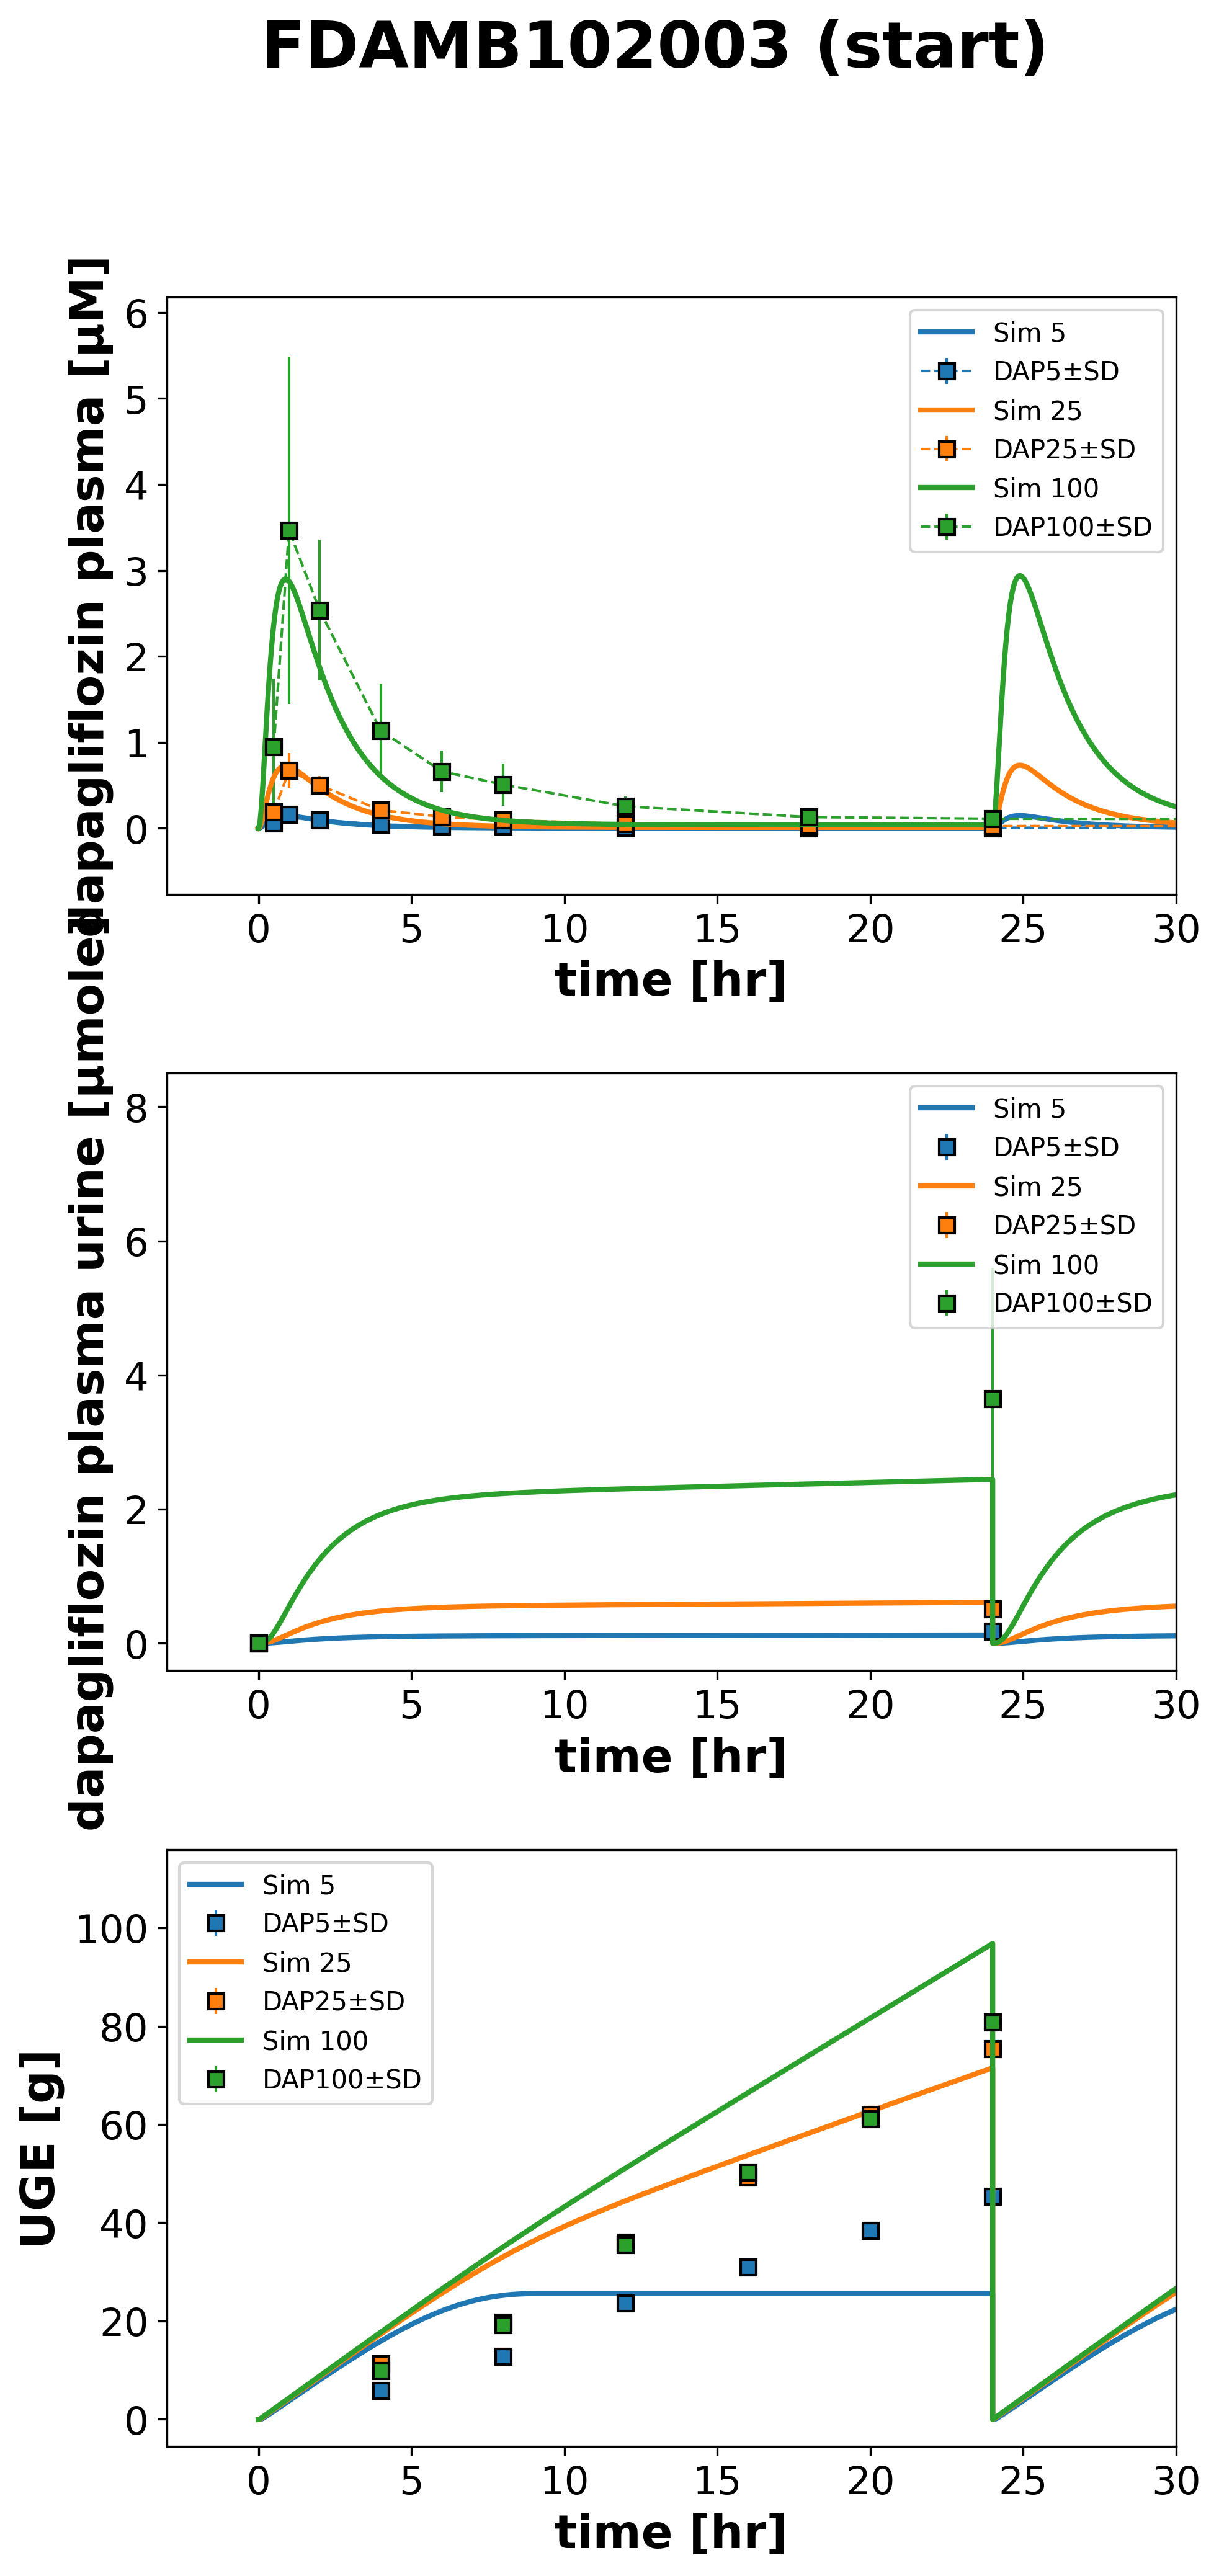 FDAMB102003 (start)
dapagliflozin plasma [µM]
6
5
4
3
2
1
0
Sim 5
DAP5±SD
Sim 25
DAP25±SD
Sim 100
DAP100±SD
0 5 10 15 20 25 30
time [hr]
dapagliflozin plasma urine [µmole]
8
6
4
2
0
Sim 5
DAP5±SD
Sim 25
DAP25±SD
Sim 100
DAP100±SD
0 5 10 15 20 25 30
time [hr]
UGE [g]
100
80
60
40
20
0
Sim 5
DAP5±SD
Sim 25
DAP25±SD
Sim 100
DAP100±SD
0 5 10 15 20 25 30
time [hr]